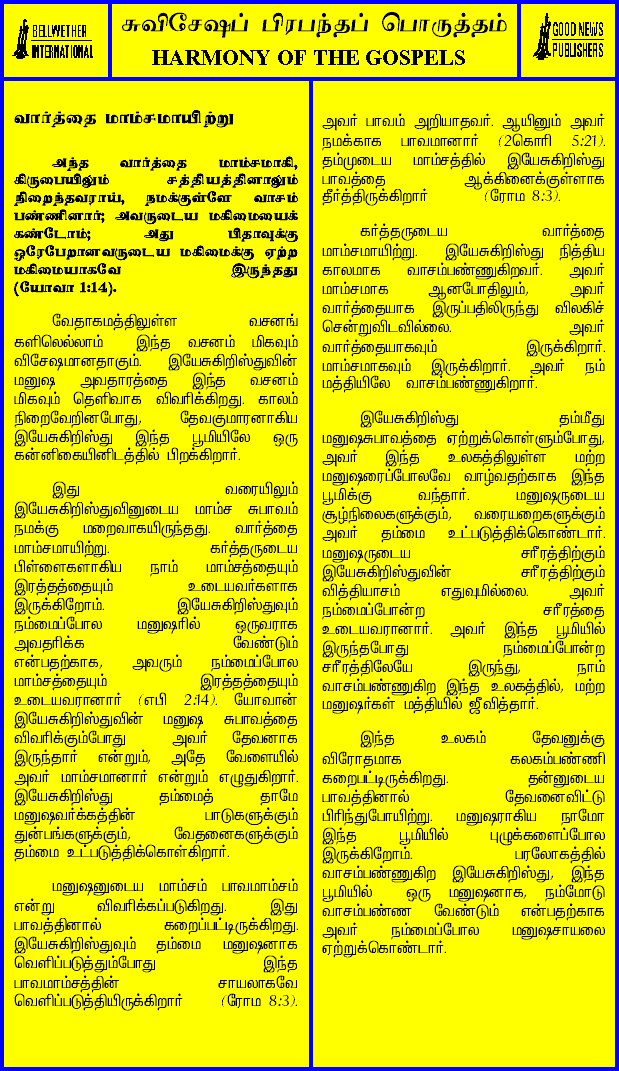 BELLWETHER
INTERNATIONAL
சுவிசேஷப் பிரபந்தப் பொருத்தம்
HARMONY OF THE GOSPELS
GOOD NEWS
PUBLISHERS
வார்த்தை மாம்சமாயிற்று
அந்த வார்த்தை மாம்சமாகி,
கிருபையிலும் சத்தியத்தினாலும்
நிறைந்தவராய், நமக்குள்ளே வாசம்
பண்ணினார்; அவருடைய மகிமையைக்
கண்டோம்; அது பிதாவுக்கு
ஒரேபேறானவருடைய மகிமைக்கு ஏற்ற
மகிமையாகவே இருந்தது
(யோவா 1:14).
வேதாகமத்திலுள்ள வசனங்
களிலெல்லாம் இந்த வசனம் மிகவும்
விசேஷமானதாகும். இயேசுகிறிஸ்துவின்
மனுஷ அவதாரத்தை இந்த வசனம்
மிகவும் தெளிவாக விவரிக்கிறது. காலம்
நிறைவேறினபோது, தேவகுமாரனாகிய
இயேசுகிறிஸ்து இந்த பூமியிலே ஒரு
கன்னிகையினிடத்தில் பிறக்கிறார்.
இது வரையிலும்
இயேசுகிறிஸ்துவினுடைய மாம்ச சுபாவம்
நமக்கு மறைவாகயிருந்தது. வார்த்தை
மாம்சமாயிற்று. கர்த்தருடைய
பிள்ளைகளாகிய நாம் மாம்சத்தையும்
இரத்தத்தையும் உடையவர்களாக
இருக்கிறோம். இயேசுகிறிஸ்துவும்
நம்மைப்போல மனுஷரில் ஒருவராக
அவதரிக்க வேண்டும்
என்பதற்காக, அவரும் நம்மைப்போல
மாம்சத்தையும் இரத்தத்தையும்
உடையவரானார் (எபி 2:14). யோவான்
இயேசுகிறிஸ்துவின் மனுஷ சுபாவத்தை
விவரிக்கும்போது அவர் தேவனாக
இருந்தார் என்றும், அதே வேளையில்
அவர் மாம்சமானார் என்றும் எழுதுகிறார்.
இயேசுகிறிஸ்து தம்மைத் தாமே
மனுஷவர்க்கத்தின் பாடுகளுக்கும்
துன்பங்களுக்கும், வேதனைகளுக்கும்
தம்மை உட்படுத்திக்கொள்கிறார்.
மனுஷனுடைய மாம்சம் பாவமாம்சம்
என்று விவரிக்கப்படுகிறது. இது
பாவத்தினால் கறைப்பட்டிருக்கிறது.
இயேசுகிறிஸ்துவும் தம்மை மனுஷனாக
வெளிப்படுத்தும்போது இந்த
பாவமாம்சத்தின் சாயலாகவே
வெளிப்படுத்தியிருக்கிறார் (ரோம 8:3).
அவர் பாவம் அறியாதவர். ஆயினும் அவர்
நமக்காக பாவமானார் (2கொரி 5:21).
தம்முடைய மாம்சத்தில் இயேசுகிறிஸ்து
பாவத்தை ஆக்கினைக்குள்ளாக
தீர்த்திருக்கிறார் (ரோம 8:3).
கர்த்தருடைய வார்த்தை
மாம்சமாயிற்று. இயேசுகிறிஸ்து நித்திய
காலமாக வாசம்பண்ணுகிறவர். அவர்
மாம்சமாக ஆனபோதிலும், அவர்
வார்த்தையாக இருப்பதிலிருந்து விலகிச்
சென்றுவிடவில்லை. அவர்
வார்த்தையாகவும் இருக்கிறார்.
மாம்சமாகவும் இருக்கிறார். அவர் நம்
மத்தியிலே வாசம்பண்ணுகிறார்.
இயேசுகிறிஸ்து தம்மீது
மனுஷசுபாவத்தை ஏற்றுக்கொள்ளும்போது,
அவர் இந்த உலகத்திலுள்ள மற்ற
மனுஷரைப்போலவே வாழ்வதற்காக இந்த
பூமிக்கு வந்தார். மனுஷருடைய
சூழ்நிலைகளுக்கும், வரையறைகளுக்கும்
அவர் தம்மை உட்படுத்திக்கொண்டார்.
மனுஷருடைய சரீரத்திற்கும்
இயேசுகிறிஸ்துவின் சரீரத்திற்கும்
வித்தியாசம் எதுவுமில்லை. அவர்
நம்மைப்போன்ற சரீரத்தை
உடையவரானார். அவர் இந்த பூமியில்
இருந்தபோது நம்மைப்போன்ற
சரீரத்திலேயே இருந்து, நாம்
வாசம்பண்ணுகிற இந்த உலகத்தில், மற்ற
மனுஷர்கள் மத்தியில் ஜீவித்தார்.
இந்த உலகம் தேவனுக்கு
விரோதமாக கலகம்பண்ணி
கறைபட்டிருக்கிறது. தன்னுடைய
பாவத்தினால் தேவனைவிட்டு
பிரிந்துபோயிற்று. மனுஷராகிய நாமோ
இந்த பூமியில் புழுக்களைப்போல
இருக்கிறோம். பரலோகத்தில்
வாசம்பண்ணுகிற இயேசுகிறிஸ்து, இந்த
பூமியில் ஒரு மனுஷனாக, நம்மோடு
வாசம்பண்ண வேண்டும் என்பதற்காக
அவர் நம்மைப்போல மனுஷசாயலை
ஏற்றுக்கொண்டார்.